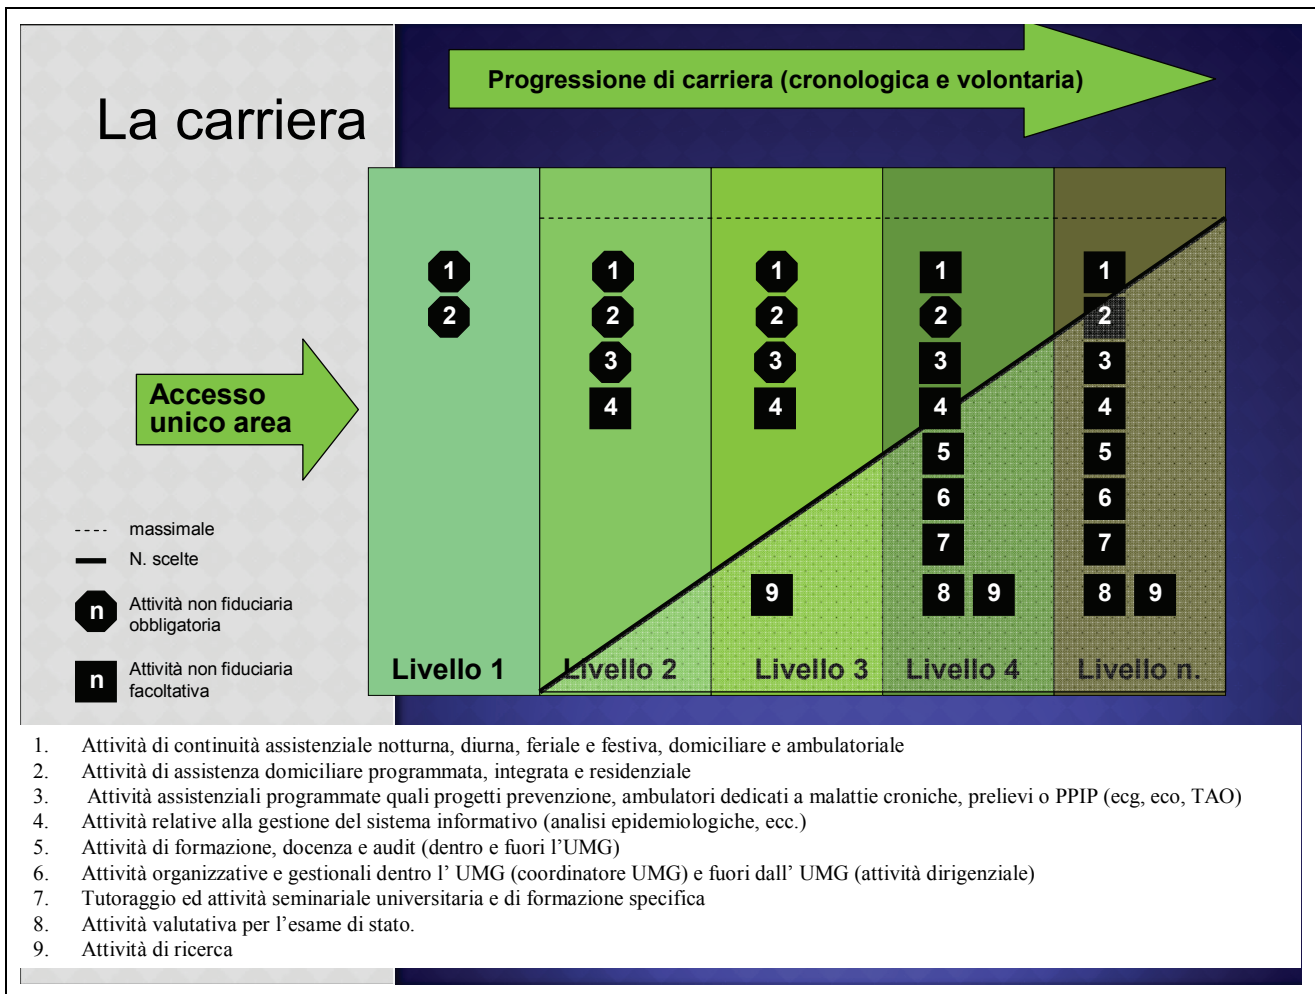 Progressione di carriera (cronologica e volontaria)
La carriera
1 1 1 1 1
2 2 2 2 2
3 3 3 3
Accesso
unico area
4 4 4 4
5 5
6 6
massimale
7 7
N. scelte
n
Attività non fiduciaria
obbligatoria
9 8 9 8 9
n
Attività non fiduciaria
facoltativa
Livello 1 Livello 2 Livello 3 Livello 4 Livello n.
1. Attività di continuità assistenziale notturna, diurna, feriale e festiva, domiciliare e ambulatoriale
2. Attività di assistenza domiciliare programmata, integrata e residenziale
3. Attività assistenziali programmate quali progetti prevenzione, ambulatori dedicati a malattie croniche, prelievi o PPIP (ecg, eco, TAO)
4. Attività relative alla gestione del sistema informativo (analisi epidemiologiche, ecc.)
5. Attività di formazione, docenza e audit (dentro e fuori l’UMG)
6. Attività organizzative e gestionali dentro l’ UMG (coordinatore UMG) e fuori dall’ UMG (attività dirigenziale)
7. Tutoraggio ed attività seminariale universitaria e di formazione specifica
8. Attività valutativa per l’esame di stato.
9. Attività di ricerca